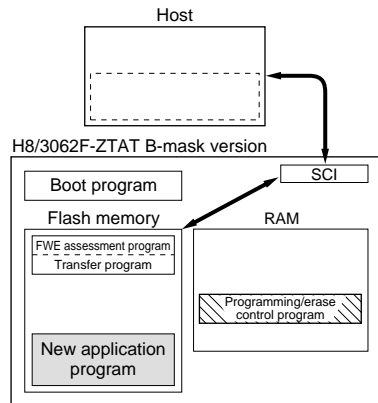 Host
H8/3062F-ZTAT B-mask version
SCI
Boot program
Flash memory
RAM
FWE assessment program
Transfer program
Programming/erase
control program
New application
program